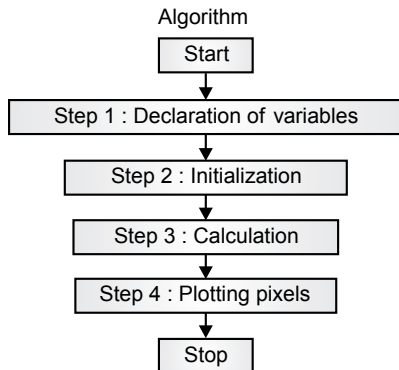 Algorithm
Start
Step 1 : Declaration of variables
Step 2 : Initialization
Step 3 : Calculation
Step 4 : Plotting pixels
Stop